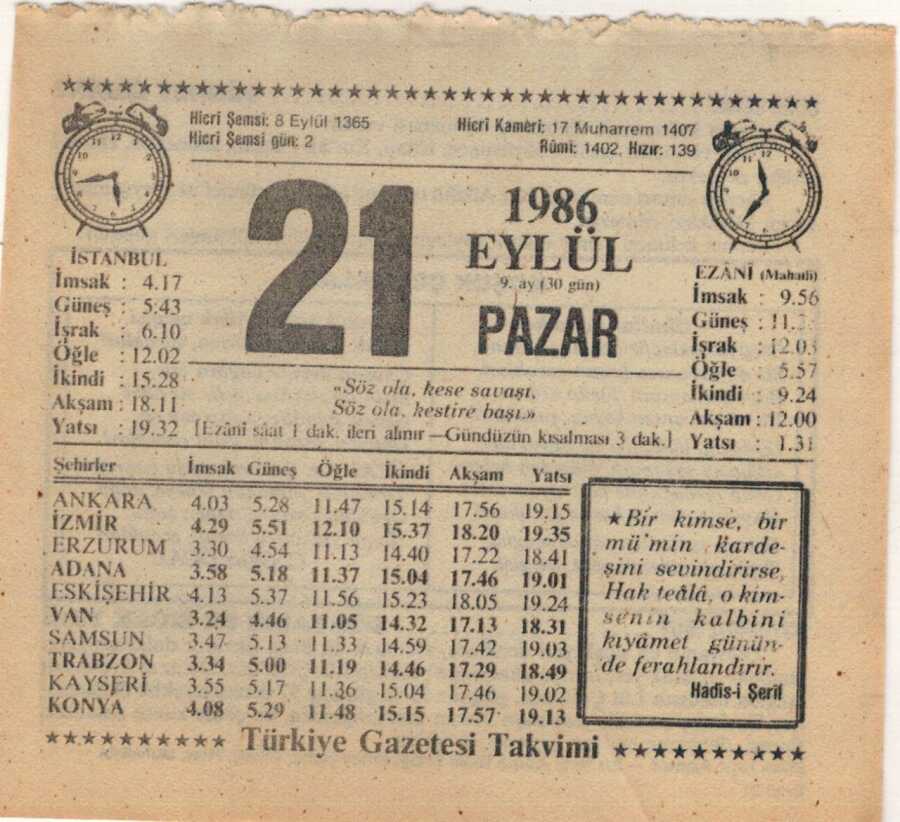 Hicri Şemsi: 8 Eylül 1365
Hicri Şemsi gün: 2
Hicrî Kamêri: 17 Muharrem 1407
Rûmî: 1402, Hızır: 139
21
1986
EYLÜL
9. ay (30 gün)
PAZAR
İSTANBUL
İmsak : 4.17
Güneş : 5.43
İşrak : 6.10
Öğle : 12.02
İkindi : 15.28
Akşam : 18.11
Yatsı : 19.32
EZÂNÎ (Mahallî)
İmsak : 9.56
Güneş :
İşrak : 12.03
Öğle : 5.57
İkindi : 9.24
Akşam : 12.00
Yatsı : 1.31
«Söz ola, kese savaşı,
Söz ola, kestire başı.»
[Ezânî sâat 1 dak. ileri alınır —Gündüzün kısalması 3 dak.]
Şehirler İmsak Güneş Öğle İkindi Akşam Yatsı
ANKARA 4.03 5.28 11.47 15.14 17.56 19.15
İZMİR 4.29 5.51 12.10 15.37 18.20 19.35
ERZURUM 3.30 4.54 11.13 14.40 17.22 18.41
ADANA 3.58 5.18 11.37 15.04 17.46 19.01
ESKİŞEHİR 4.13 5.37 11.56 15.23 18.05 19.24
VAN 3.24 4.46 11.05 14.32 17.13 18.31
SAMSUN 3.47 5.13 11.33 14.59 17.42 19.03
TRABZON 3.34 5.00 11.19 14.46 17.29 18.49
KAYSERİ 3.55 5.17 11.36 15.04 17.46 19.02
KONYA 4.08 5.29 11.48 15.15 17.57 19.13
★Bir kimse, bir
mü'min karde-
şini sevindirirse,
Hak teâlâ, o kim-
senin kalbini
kıyâmet günün-
de ferahlandırır.
Hadîs-i Şerîf
Türkiye Gazetesi Takvimi